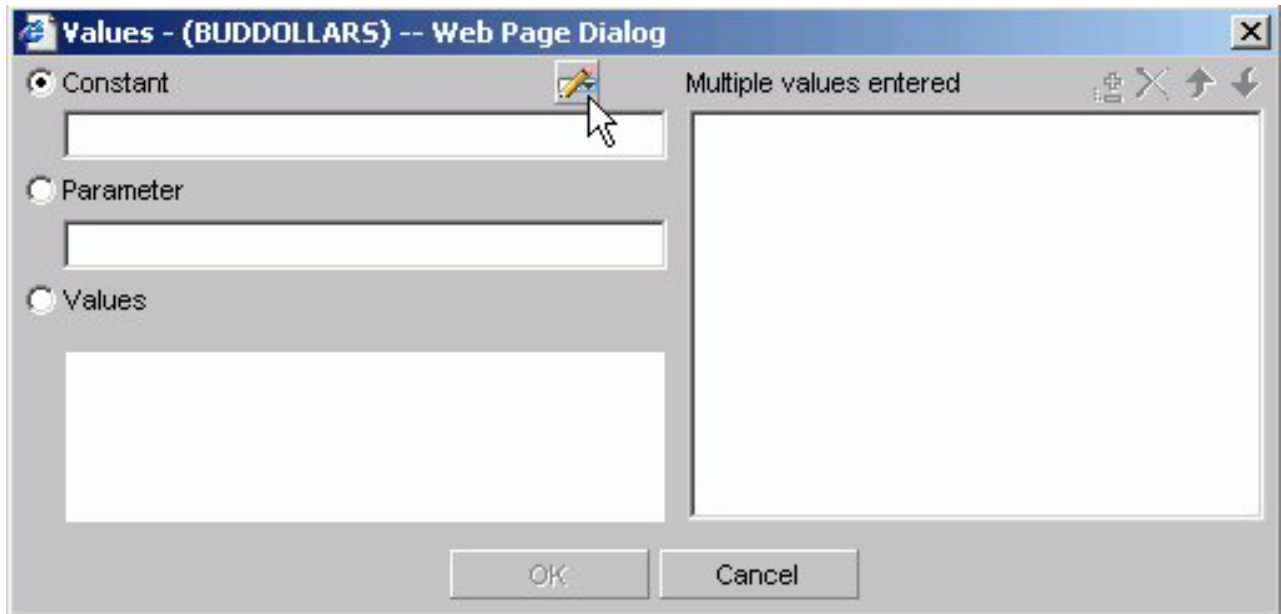 Values - (BUDDOLLARS) -- Web Page Dialog
Constant
Multiple values entered
Parameter
Values
OK
Cancel